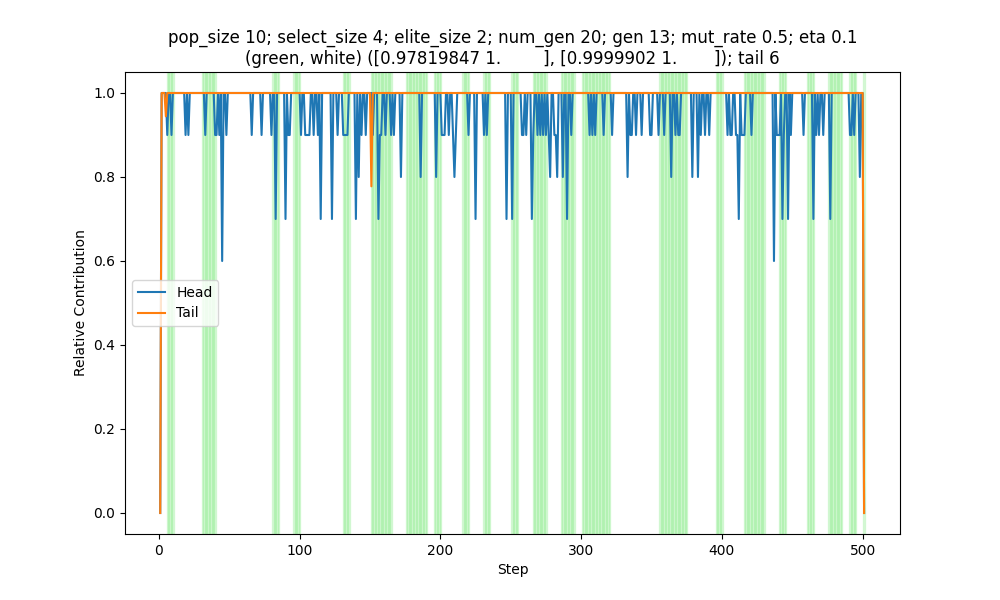 pop_size 10; select_size 4; elite_size 2; num_gen 20; gen 13; mut_rate 0.5; eta 0.1
(green, white) ([0.97819847 1.        ], [0.9999902 1.        ]); tail 6
1.0
0.8
0.6
0.4
0.2
0.0
Relative Contribution
Head
Tail
0
100
200
300
400
500
Step